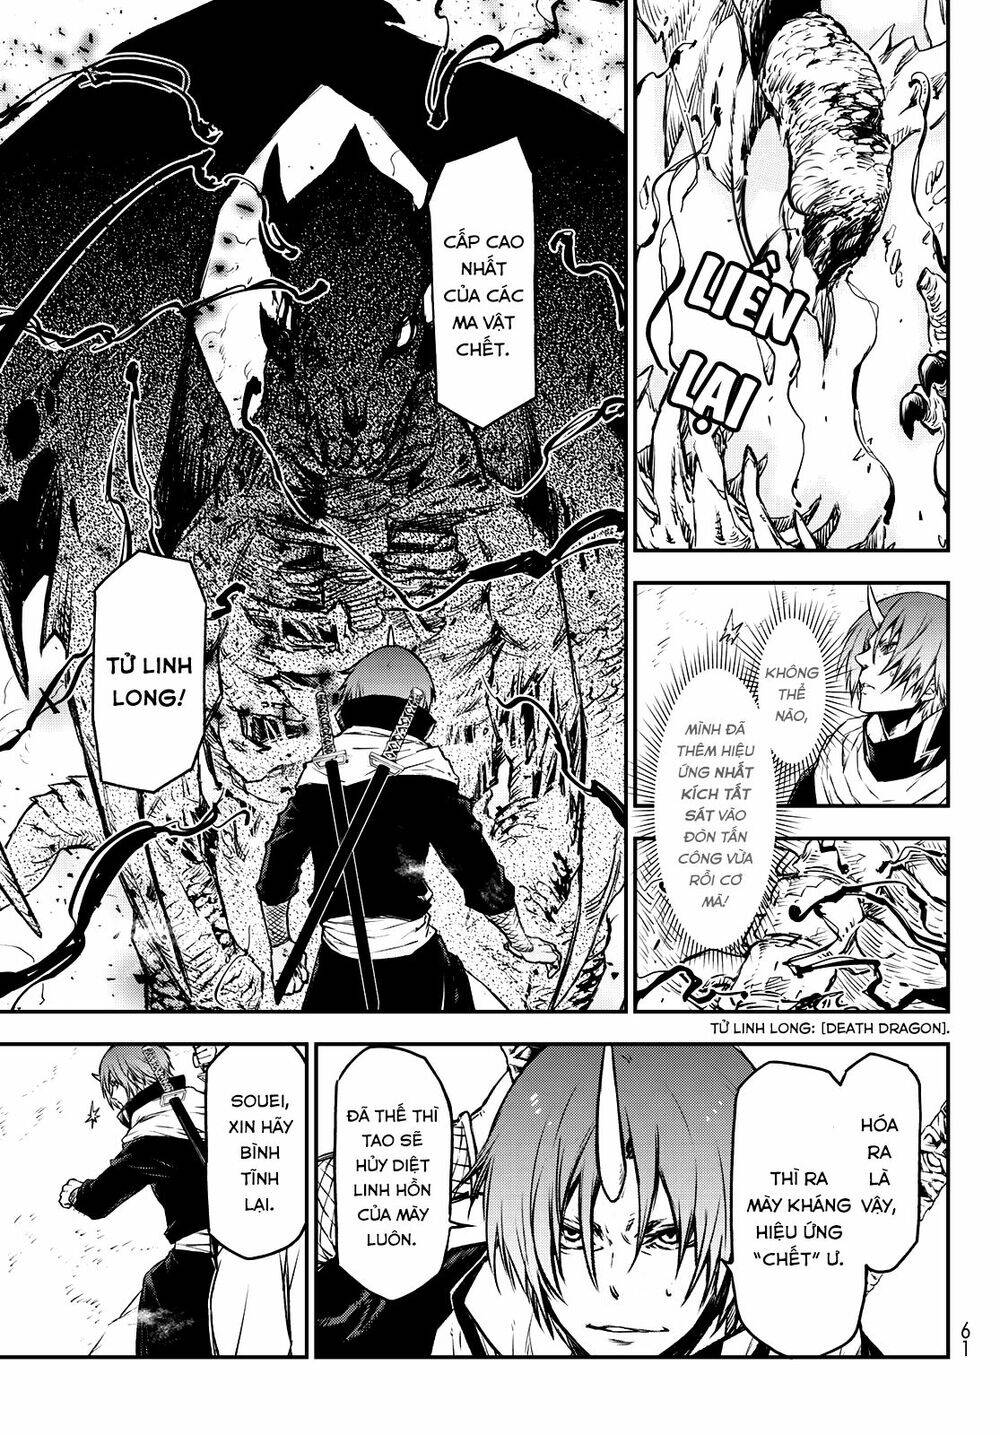 LIỀN
LẠI
KHÔNG
THỂ
NÀO,
MÌNH ĐÃ
THÊM HIỆU
ỨNG NHẤT
KÍCH TẤT
SÁT VÀO
ĐÓN TẤN
CÔNG VỪA
RỒI CƠ
MÀ!
CẤP CAO
NHẤT
CỦA CÁC
MA VẬT
CHẾT.
TỬ LINH
LONG!
TỬ LINH LONG: [DEATH DRAGON].
HÓA
RA
LÀ
VẬY,
THÌ RA
MÀY KHÁNG
HIỆU ỨNG
“CHẾT” Ư.
ĐÃ THẾ THÌ
TAO SẼ
HỦY DIỆT
LINH HỒN
CỦA MÀY
LUÔN.
SOUEI,
XIN HÃY
BÌNH
TĨNH
LẠI.
61